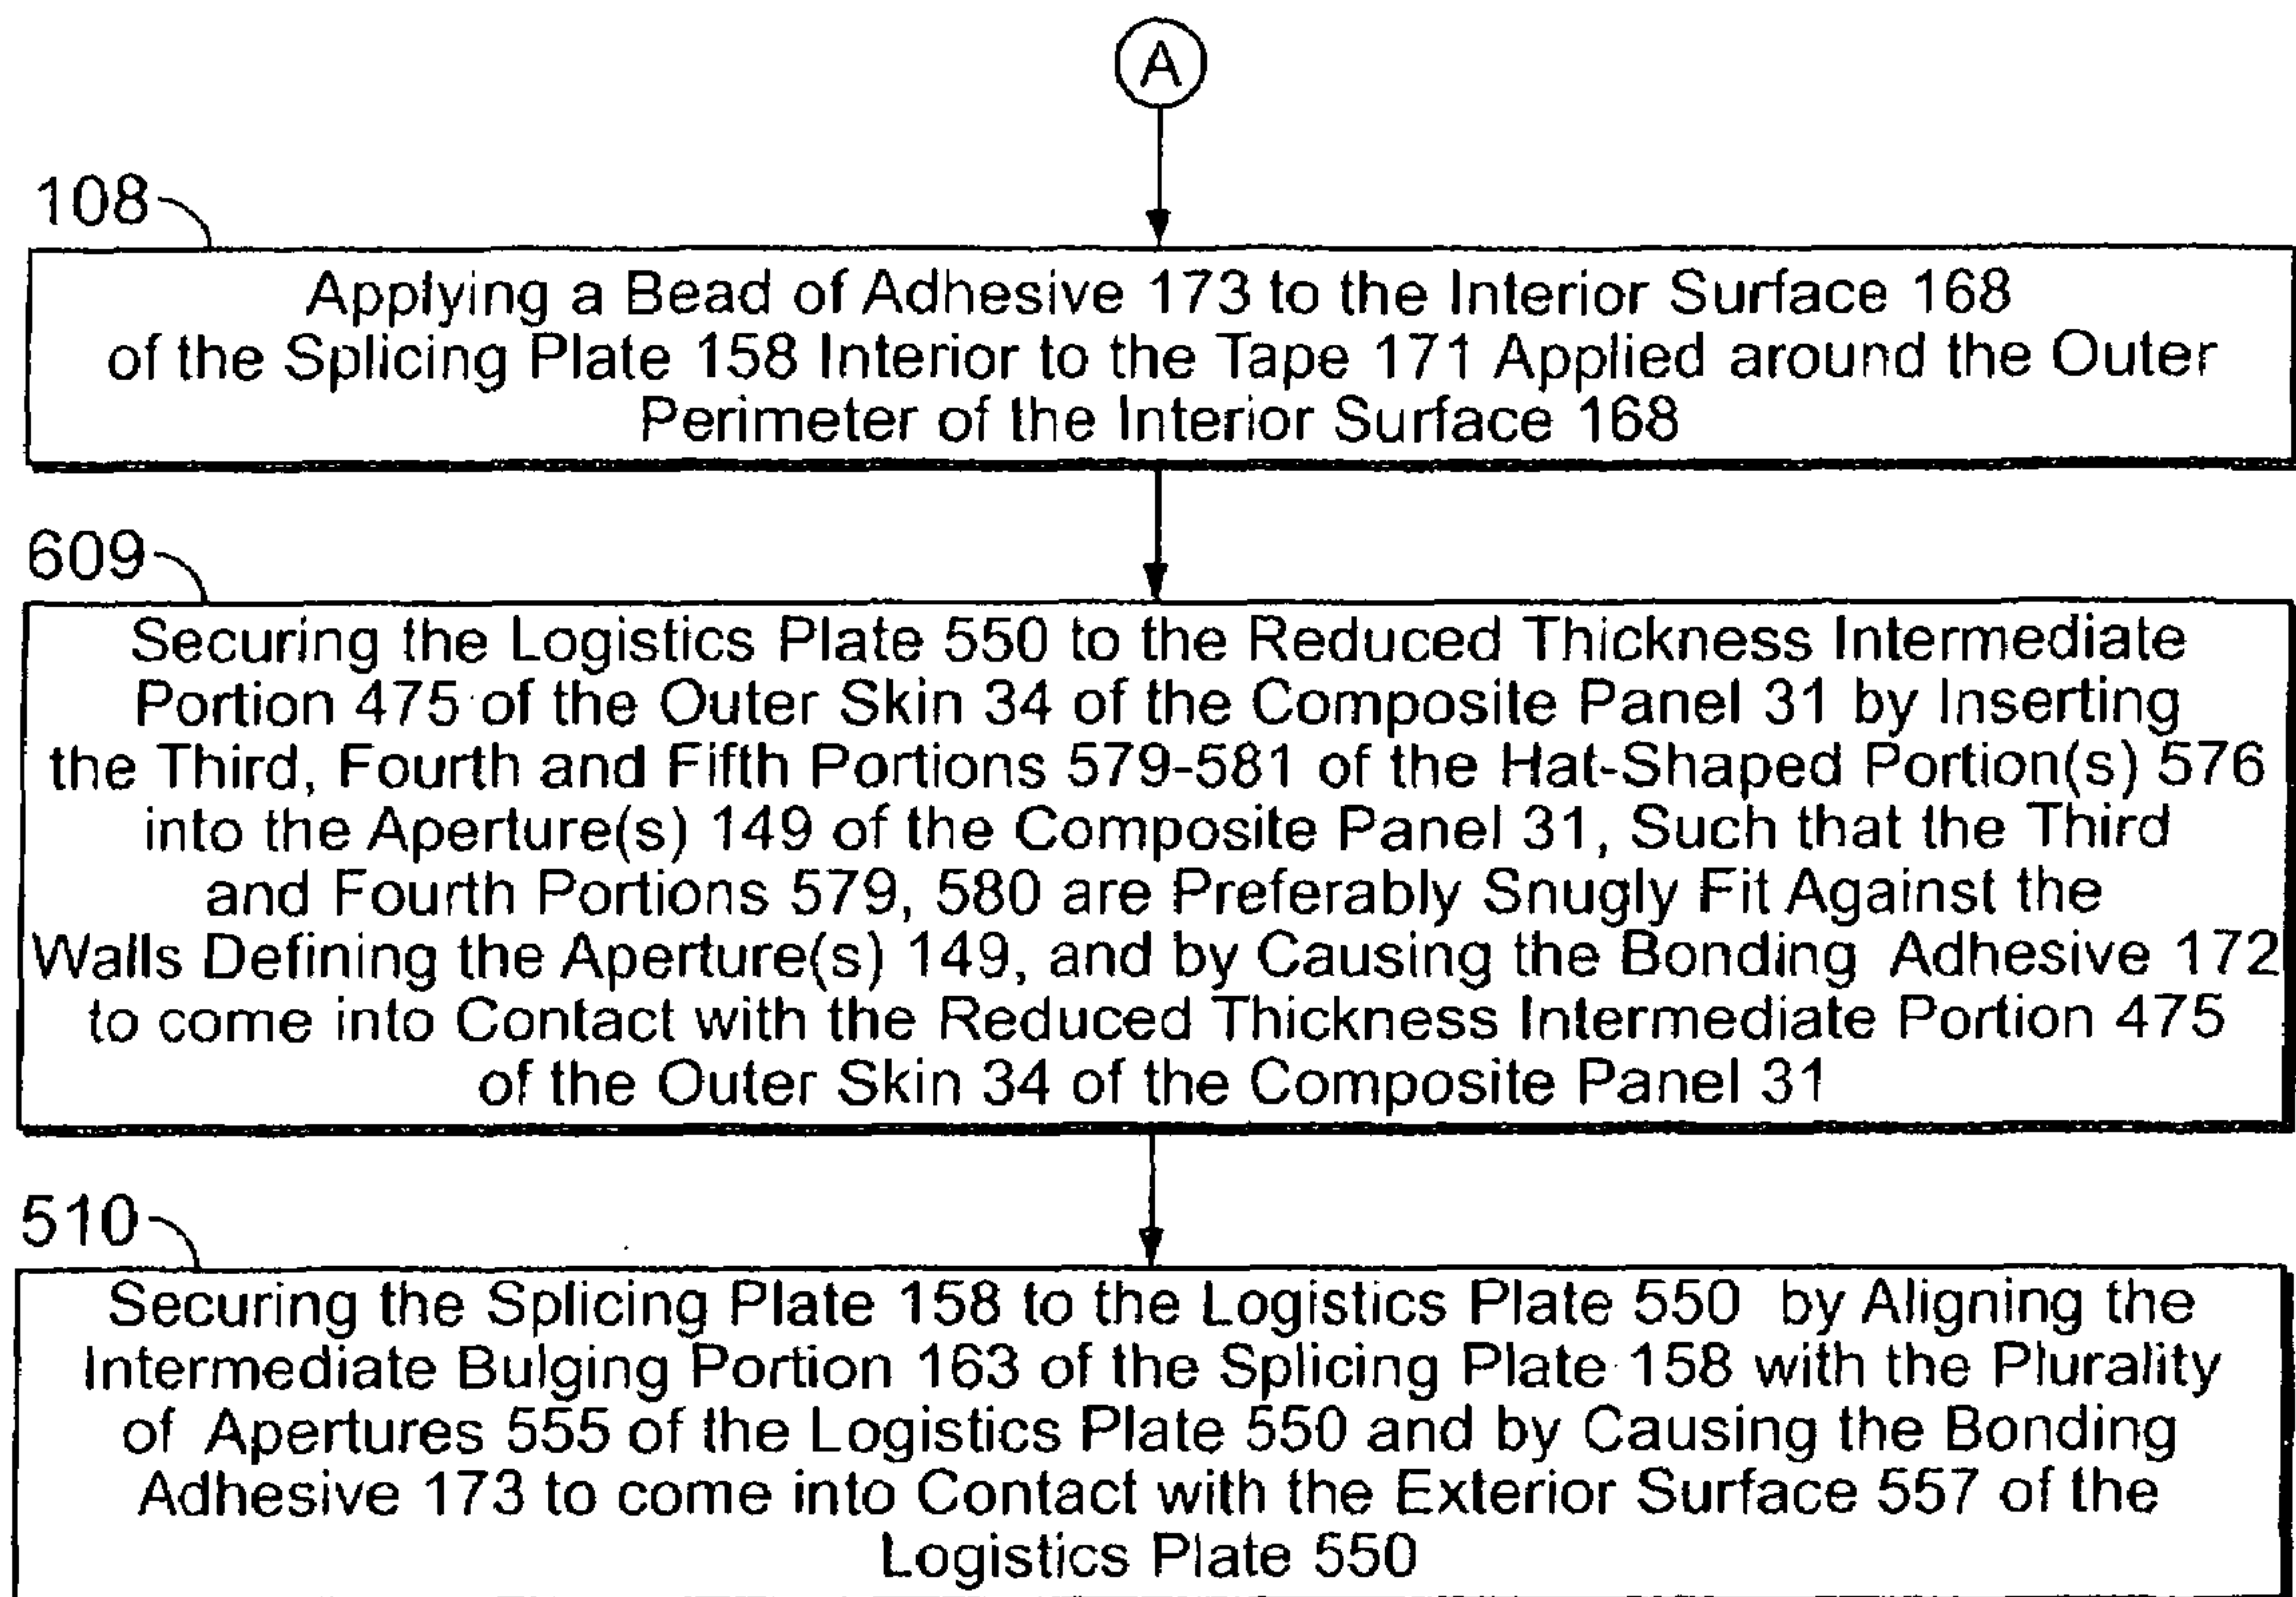 A
108
Applying a Bead of Adhesive 173 to the Interior Surface 168
of the Splicing Plate 158 Interior to the Tape 171 Applied around the Outer
Perimeter of the Interior Surface 168
609
Securing the Logistics Plate 550 to the Reduced Thickness Intermediate
Portion 475 of the Outer Skin 34 of the Composite Panel 31 by Inserting
the Third, Fourth and Fifth Portions 579-581 of the Hat-Shaped Portion(s) 576
into the Aperture(s) 149 of the Composite Panel 31, Such that the Third
and Fourth Portions 579, 580 are Preferably Snugly Fit Against the
Walls Defining the Aperture(s) 149, and by Causing the Bonding Adhesive 172
to come into Contact with the Reduced Thickness Intermediate Portion 475
of the Outer Skin 34 of the Composite Panel 31
510
Securing the Splicing Plate 158 to the Logistics Plate 550 by Aligning the
Intermediate Bulging Portion 163 of the Splicing Plate 158 with the Plurality
of Apertures 555 of the Logistics Plate 550 and by Causing the Bonding
Adhesive 173 to come into Contact with the Exterior Surface 557 of the
Logistics Plate 550